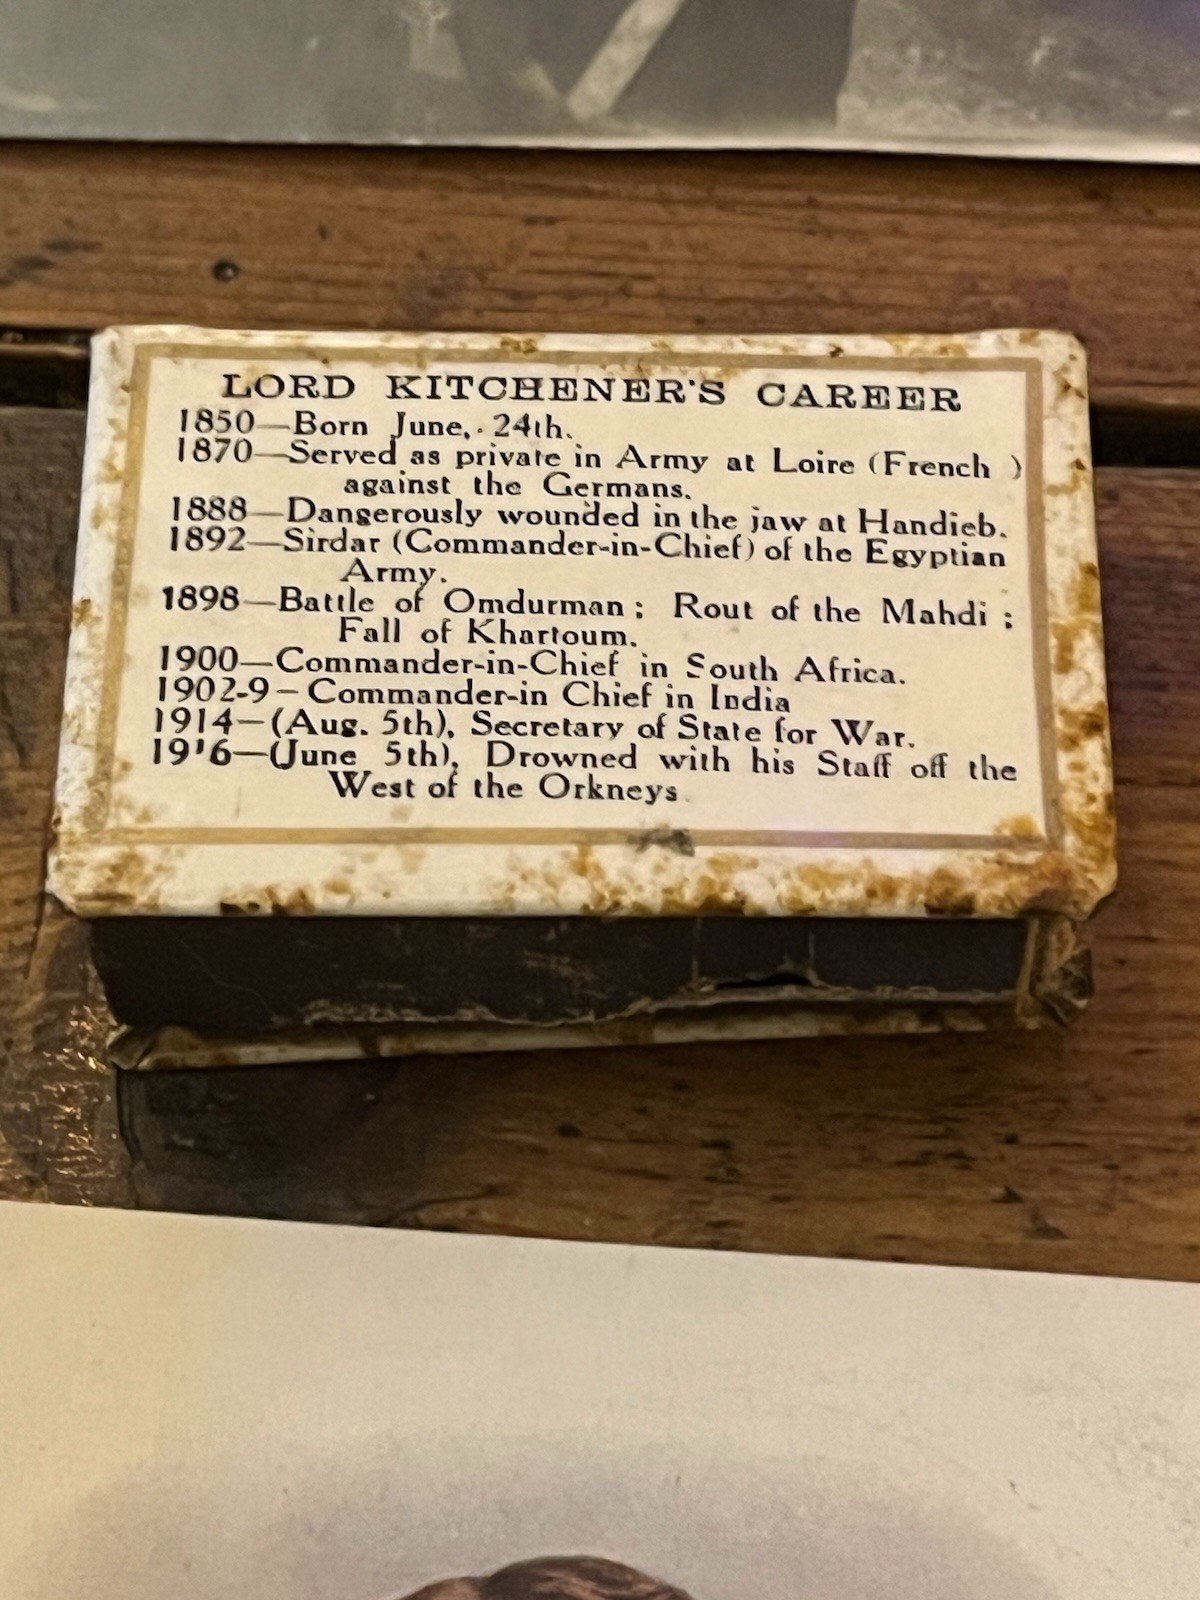 LORD KITCHENER'S CAREER
1850—Born June, . 24th.
1870—Served as private in Army at Loire (French )
against the Germans.
1888—Dangerously wounded in the jaw at Handieb.
1892—Sirdar (Commander-in-Chief) of the Egyptian
Army.
1898—Battle of Omdurman ; Rout of the Mahdi ;
Fall of Khartoum.
1900—Commander-in-Chief in South Africa.
1902-9—Commander-in Chief in India
1914—(Aug. 5th), Secretary of State for War.
1916—(June 5th), Drowned with his Staff off the
West of the Orkneys.